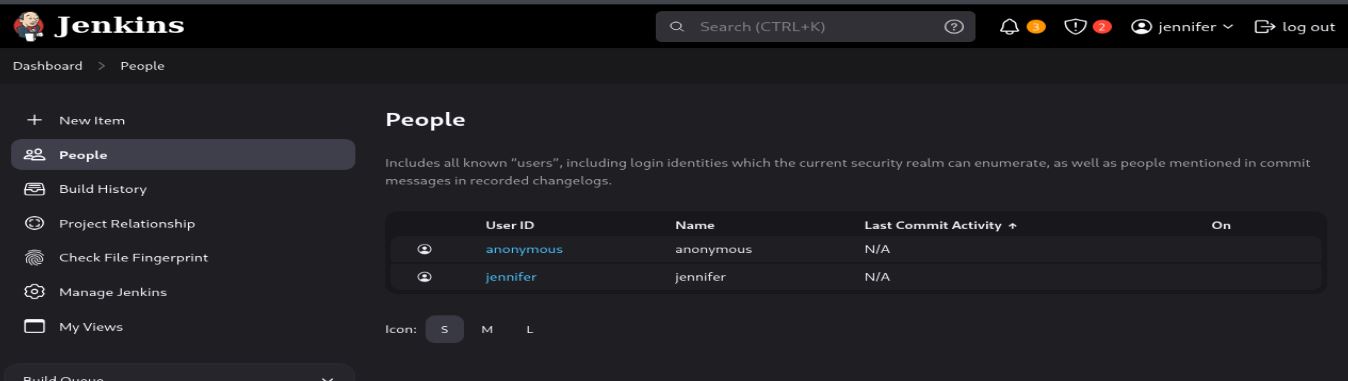 Jenkins Search (CTRL+K) 3 2 jennifer log out
Dashboard > People
New Item
People
Build History
Project Relationship
Check File Fingerprint
Manage Jenkins
My Views
Build Queue
People
Includes all known "users", including login identities which the current security realm can enumerate, as well as people mentioned in commit
messages in recorded changelogs.
User ID Name Last Commit Activity ↑ On
anonymous anonymous N/A
jennifer jennifer N/A
Icon: S M L